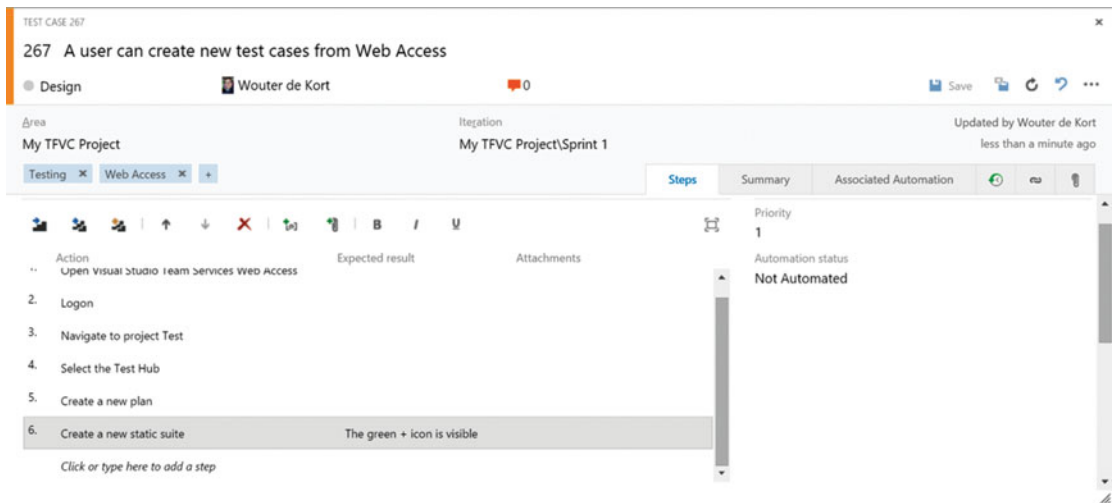 TEST CASE 267
267 A user can create new test cases from Web Access
Design
Wouter de Kort
0
Save
Area
Iteration
Updated by Wouter de Kort
My TFVC Project
My TFVC Project\Sprint 1
less than a minute ago
Testing
Web Access
+
Steps
Summary
Associated Automation
B I U
Priority
1
Action
Expected result
Attachments
Automation status
Not Automated
1. Open Visual Studio Team Services Web Access
2. Logon
3. Navigate to project Test
4. Select the Test Hub
5. Create a new plan
6. Create a new static suite The green + icon is visible
Click or type here to add a step